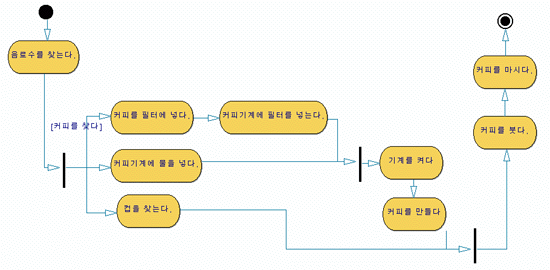 음료수를 찾는다.
[커피를 찾다]
커피를 필터에 넣다.
커피기계에 필터를 넣는다.
커피기계에 물을 넣다.
컵을 찾는다.
기계를 켜다
커피를 만들다
커피를 붓다.
커피를 마시다.